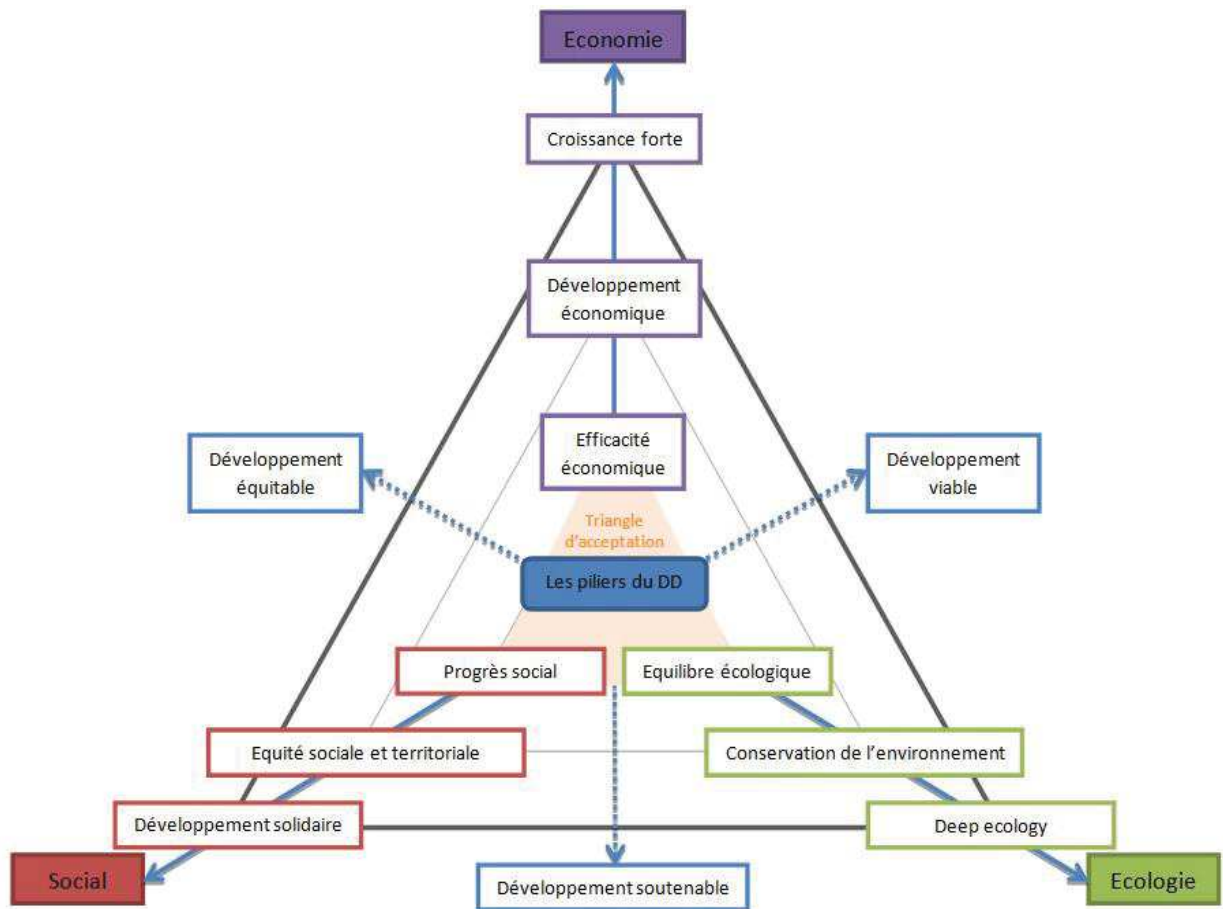 Economie
Croissance forte
Développement
économique
Efficacité
économique
Développement
équitable
Développement
viable
Triangle
d'acceptation
Les piliers du DD
Progrès social
Equilibre écologique
Equité sociale et territoriale
Conservation de l'environnement
Développement solidaire
Deep ecology
Social
Développement soutenable
Ecologie